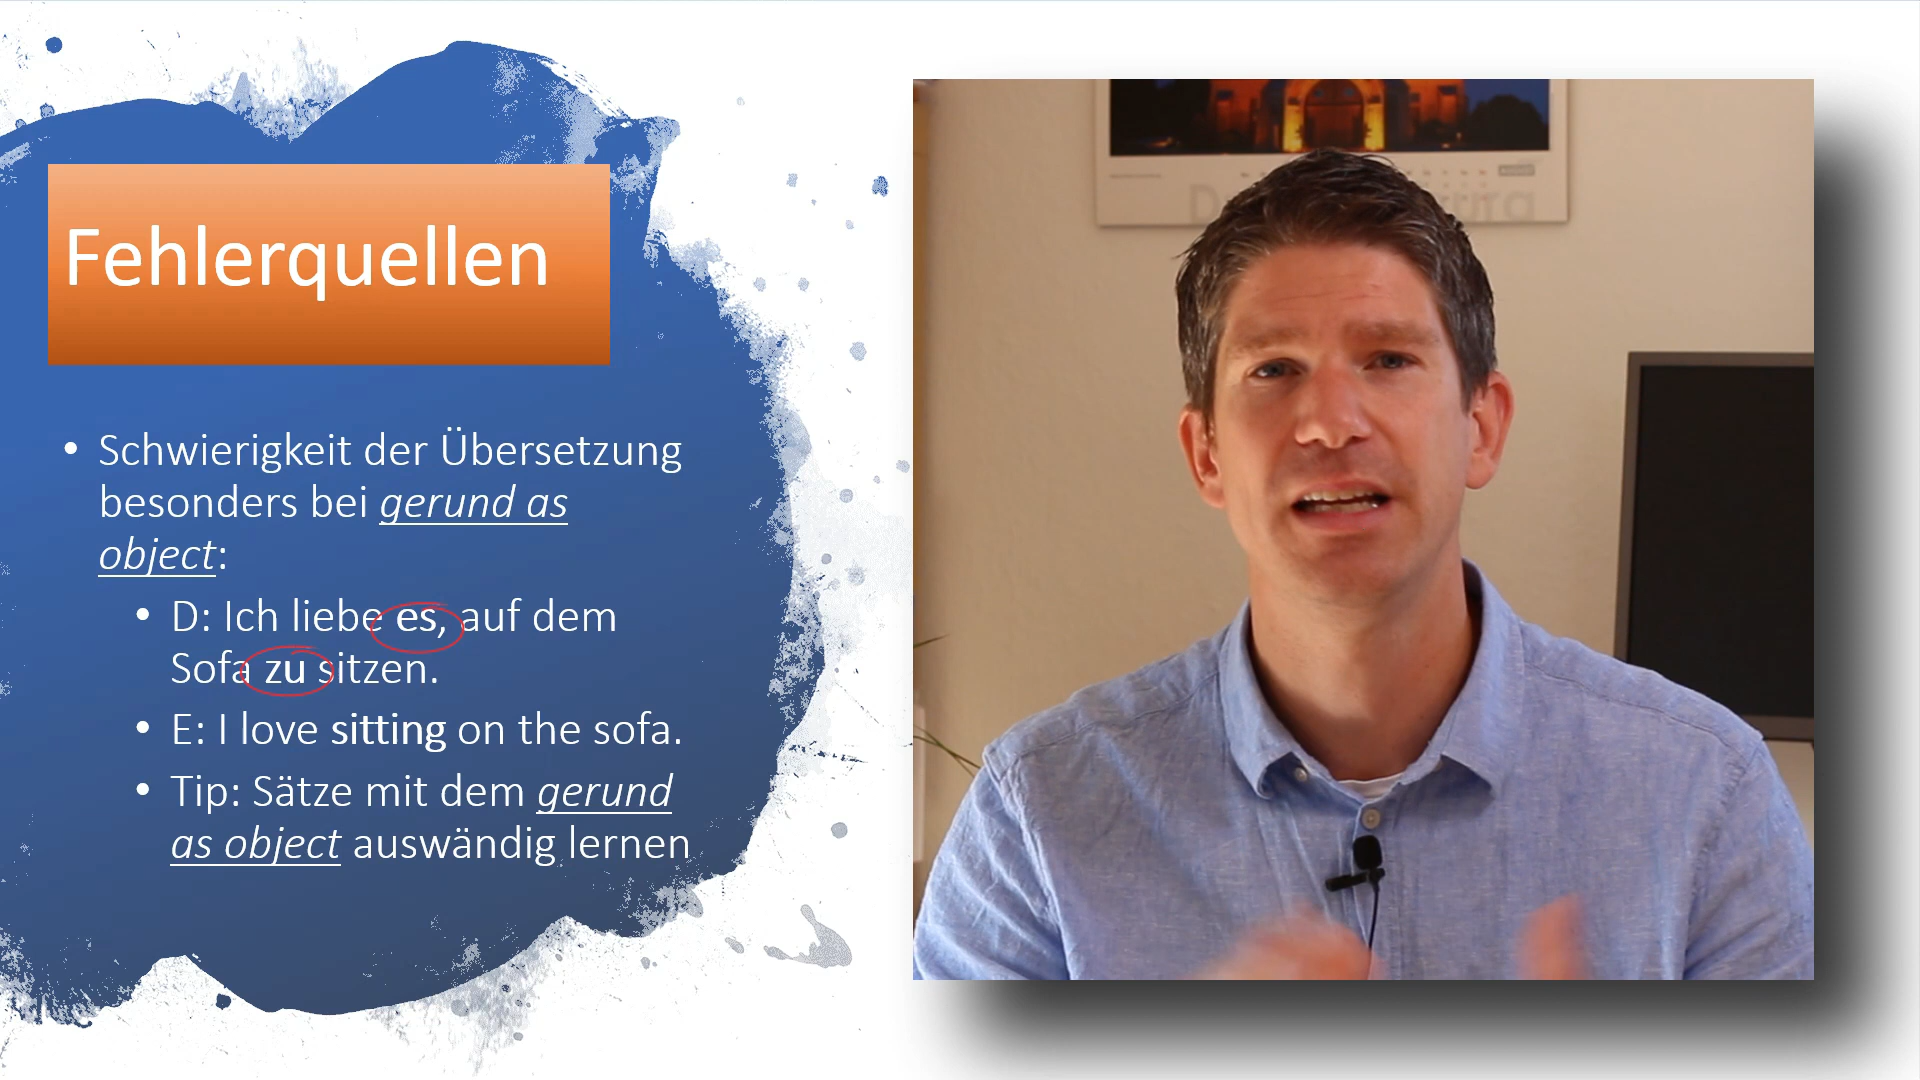 Fehlerquellen
• Schwierigkeit der Übersetzung
besonders bei gerund as
object:
• D: Ich liebe es, auf dem
Sofa zu sitzen.
• E: I love sitting on the sofa.
• Tip: Sätze mit dem gerund
as object auswändig lernen